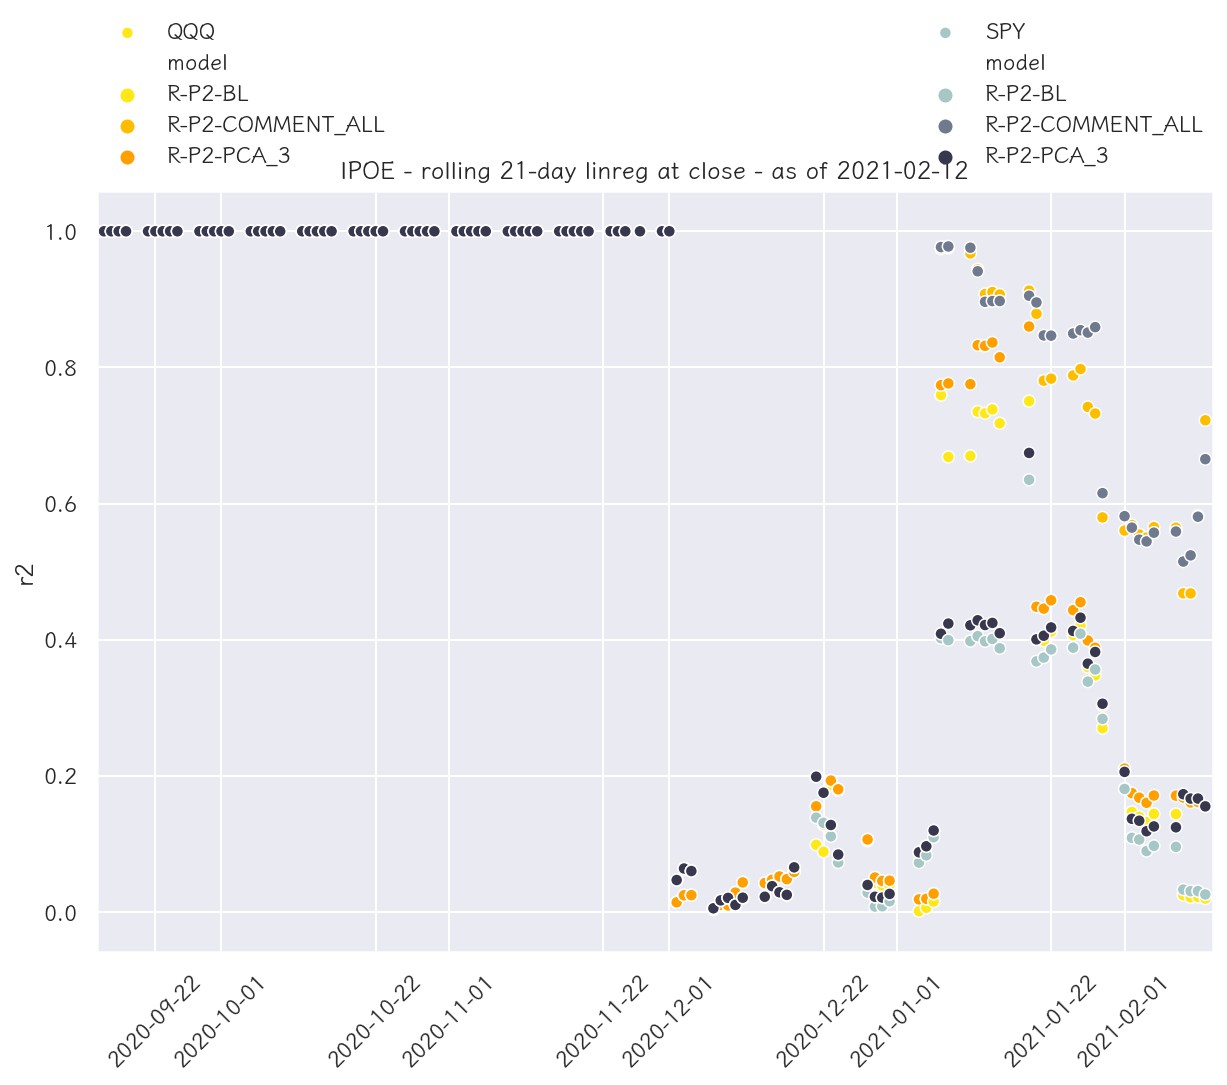 QQQ
model
R-P2-BL
R-P2-COMMENT_ALL
R-P2-PCA_3
SPY
model
R-P2-BL
R-P2-COMMENT_ALL
R-P2-PCA_3
IPOE - rolling 21-day linreg at close - as of 2021-02-12
1.0
0.8
0.6
0.4
0.2
0.0
r2
2020-09-22
2020-10-01
2020-10-22
2020-11-01
2020-11-22
2020-12-01
2020-12-22
2021-01-01
2021-01-22
2021-02-01